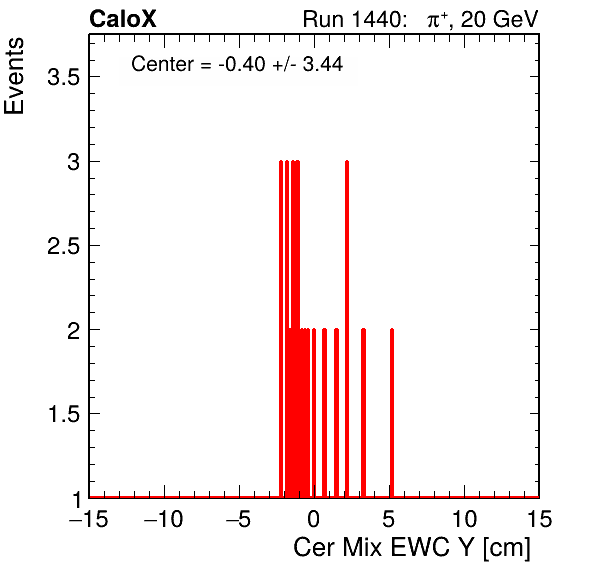 CaloX Run 1440: π⁺, 20 GeV
Center = -0.40 +/- 3.44
Events
3.5
3
2.5
2
1.5
1
−15 −10 −5 0 5 10 15
Cer Mix EWC Y [cm]